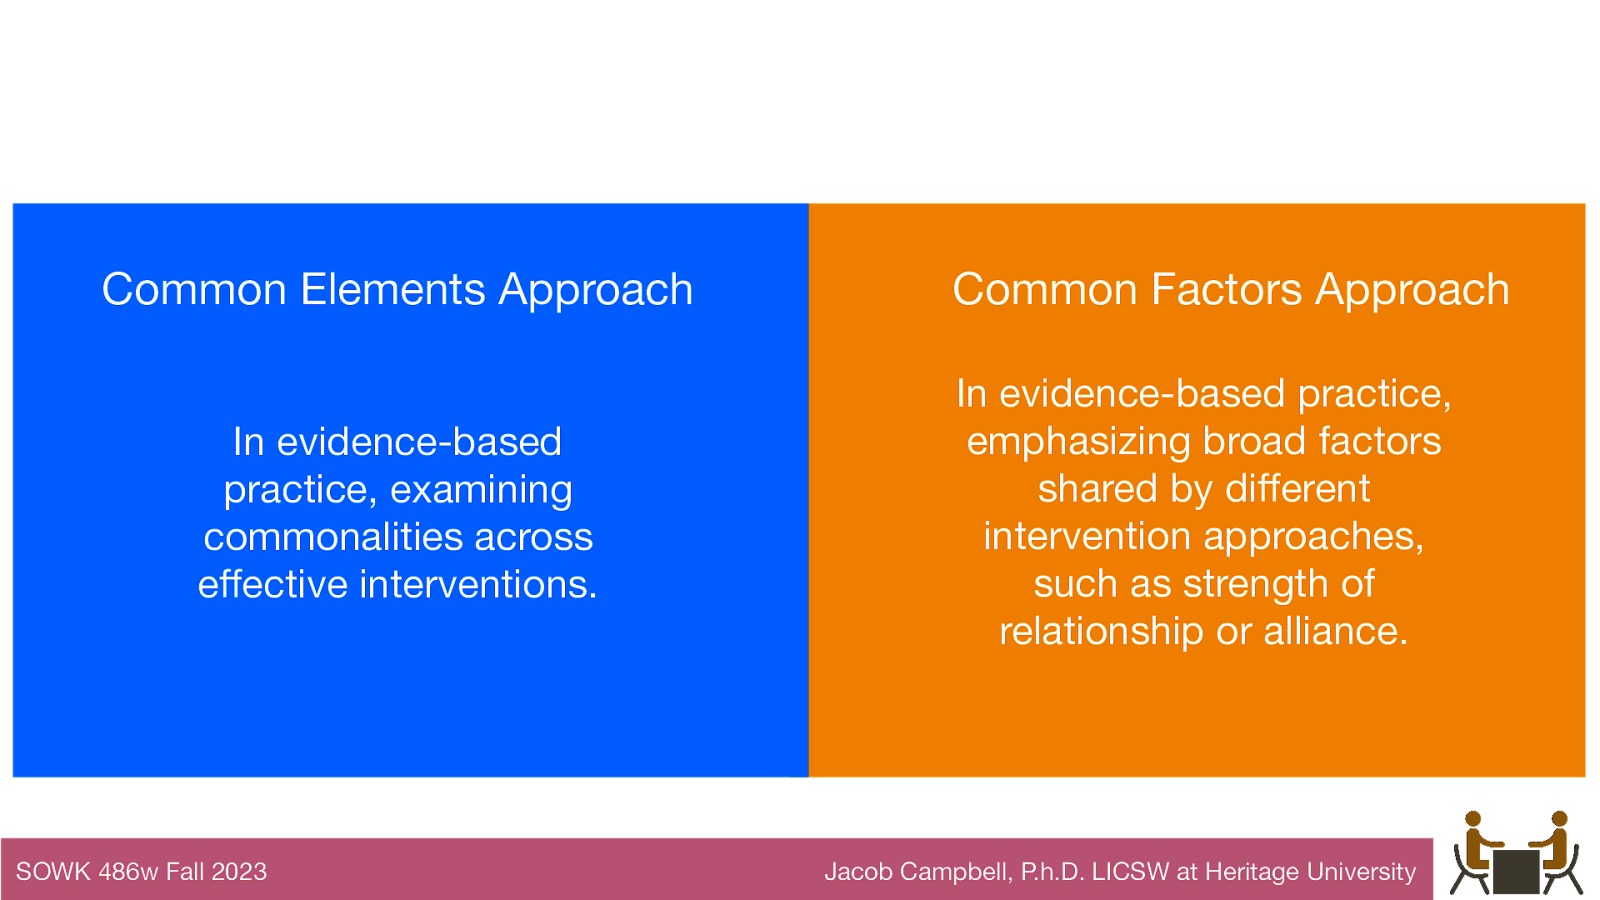 Common Elements Approach
In evidence-based
practice, examining
commonalities across
effective interventions.
Common Factors Approach
In evidence-based practice,
emphasizing broad factors
shared by different
intervention approaches,
such as strength of
relationship or alliance.
SOWK 486w Fall 2023
Jacob Campbell, P.h.D. LICSW at Heritage University